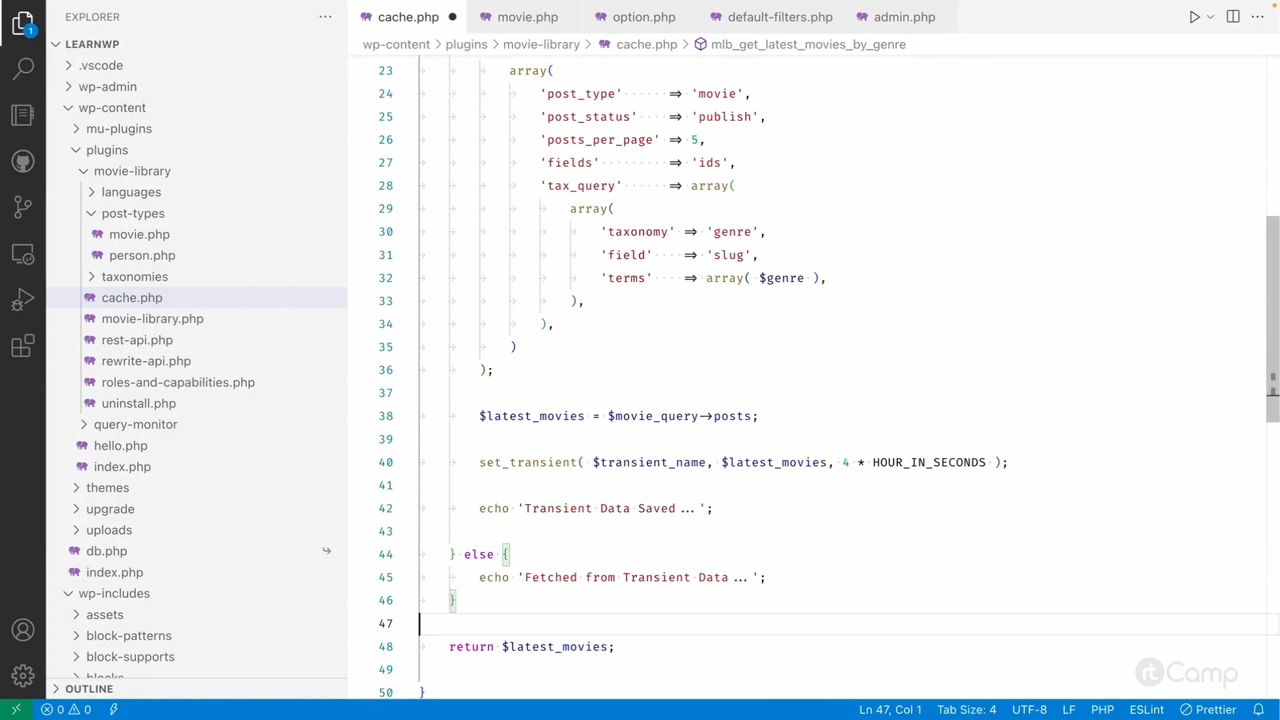 EXPLORER
cache.php
movie.php
option.php
default-filters.php
admin.php
LEARNWP
wp-content
plugins
movie-library
cache.php
mlb_get_latest_movies_by_genre
.vscode
wp-admin
wp-content
mu-plugins
plugins
movie-library
languages
post-types
movie.php
person.php
taxonomies
cache.php
movie-library.php
rest-api.php
rewrite-api.php
roles-and-capabilities.php
uninstall.php
query-monitor
hello.php
index.php
themes
upgrade
uploads
db.php
index.php
wp-includes
assets
block-patterns
block-supports
blocks
OUTLINE
1
23 array(
24 'post_type' => 'movie',
25 'post_status' => 'publish',
26 'posts_per_page' => 5,
27 'fields' => 'ids',
28 'tax_query' => array(
29 array(
30 'taxonomy' => 'genre',
31 'field' => 'slug',
32 'terms' => array( $genre ),
33 ),
34 ),
35 )
36 );
37
38 $latest_movies = $movie_query->posts;
39
40 set_transient( $transient_name, $latest_movies, 4 * HOUR_IN_SECONDS );
41
42 echo 'Transient Data Saved...';
43
44 } else {
45 echo 'Fetched from Transient Data...';
46 }
47
48 return $latest_movies;
49
50 }
rtCamp
0 0
Ln 47, Col 1
Tab Size: 4
UTF-8
LF
PHP
ESLint
Prettier